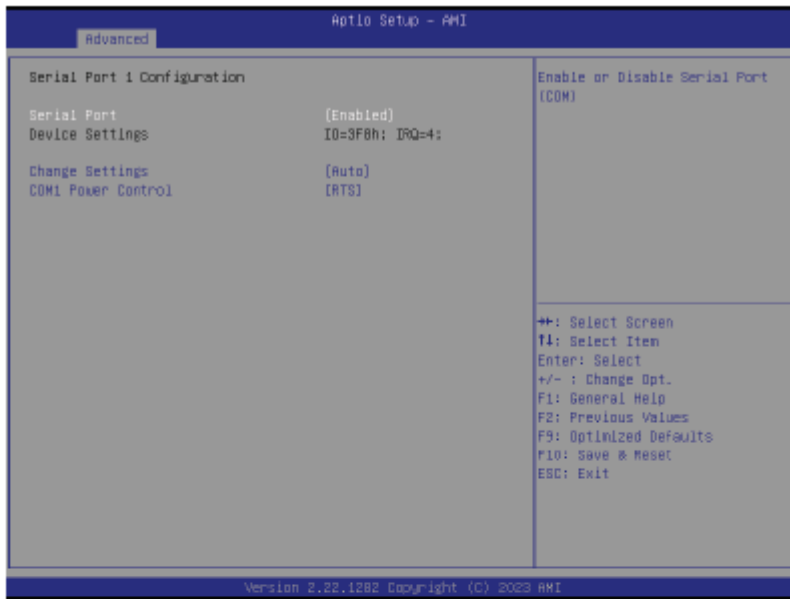 Aptio Setup - AMI
Advanced
Serial Port 1 Configuration
Serial Port [Enabled]
Device Settings IO=3F8h; IRQ=4;
Change Settings [Auto]
COM1 Power Control [RTS]
Enable or Disable Serial Port
(COM)
→←: Select Screen
↑↓: Select Item
Enter: Select
+/- : Change Opt.
F1: General Help
F2: Previous Values
F9: Optimized Defaults
F10: Save & Reset
ESC: Exit
Version 2.22.1282 Copyright (C) 2023 AMI